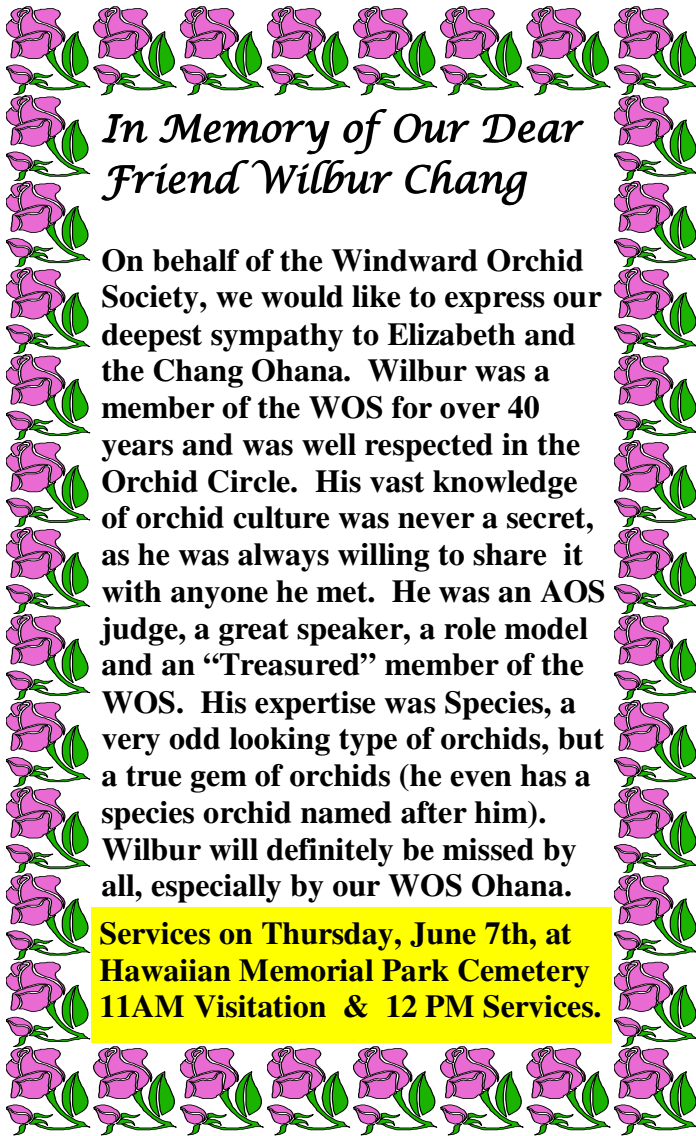 In Memory of Our Dear
Friend Wilbur Chang
On behalf of the Windward Orchid
Society, we would like to express our
deepest sympathy to Elizabeth and
the Chang Ohana.  Wilbur was a
member of the WOS for over 40
years and was well respected in the
Orchid Circle.  His vast knowledge
of orchid culture was never a secret,
as he was always willing to share  it
with anyone he met.  He was an AOS
judge, a great speaker, a role model
and an “Treasured” member of the
WOS.  His expertise was Species, a
very odd looking type of orchids, but
a true gem of orchids (he even has a
species orchid named after him).
Wilbur will definitely be missed by
all, especially by our WOS Ohana.
Services on Thursday, June 7th, at
Hawaiian Memorial Park Cemetery
11AM Visitation  &  12 PM Services.